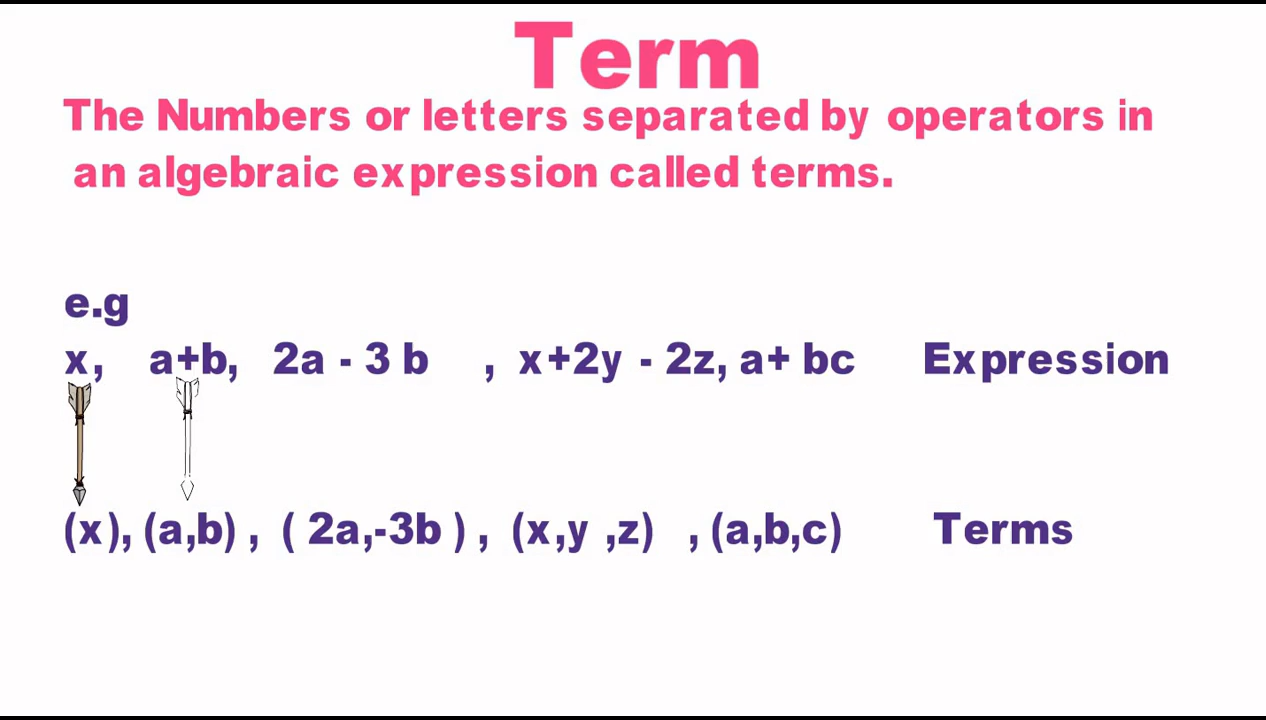 Term
The Numbers or letters separated by operators in
an algebraic expression called terms.
e.g
x, a+b, 2a - 3 b , x+2y - 2z, a+ bc Expression
(x), (a,b) , ( 2a,-3b ) , (x,y ,z) , (a,b,c) Terms